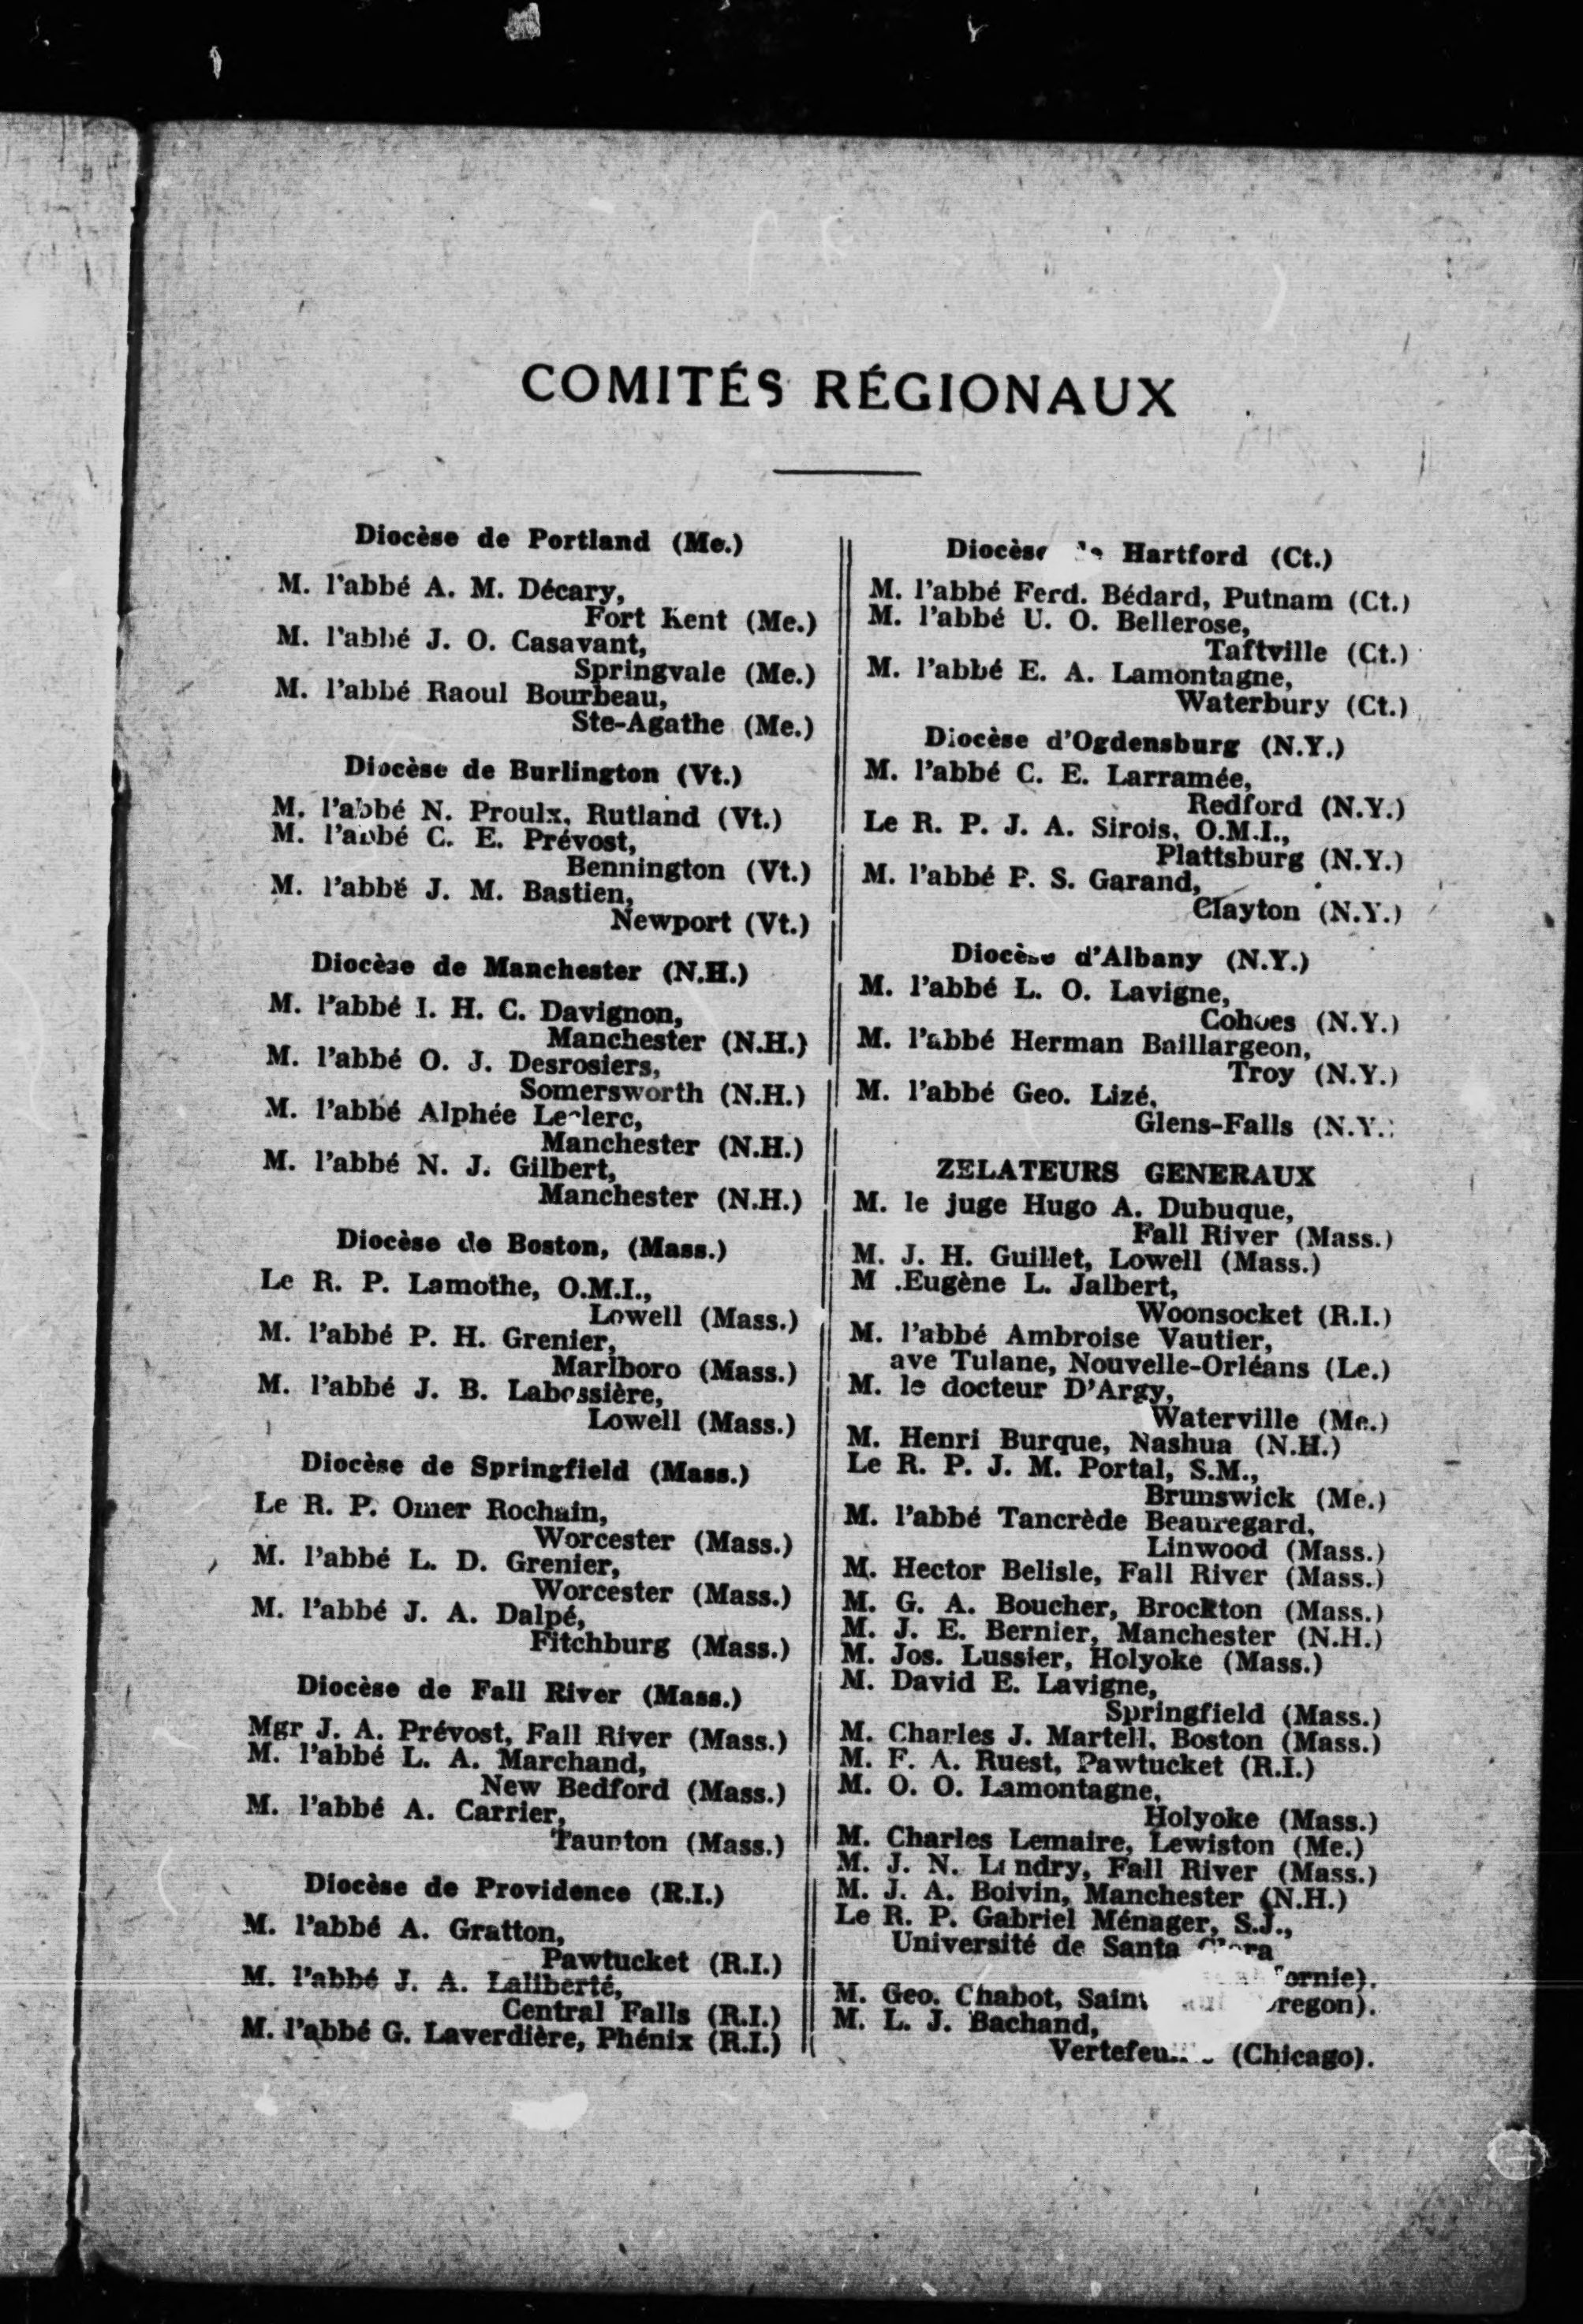 COMITÉS RÉGIONAUX
Diocèse de Portland (Me.)
M. l'abbé A. M. Décary,
Fort Kent (Me.)
M. l'abbé J. O. Casavant,
Springvale (Me.)
M. l'abbé Raoul Bourbeau,
Ste-Agathe (Me.)
Diocèse de Burlington (Vt.)
M. l'abbé N. Proulx, Rutland (Vt.)
M. l'abbé C. E. Prévost,
Bennington (Vt.)
M. l'abbé J. M. Bastien,
Newport (Vt.)
Diocèse de Manchester (N.H.)
M. l'abbé I. H. C. Davignon,
Manchester (N.H.)
M. l'abbé O. J. Desrosiers,
Somersworth (N.H.)
M. l'abbé Alphée Leclerc,
Manchester (N.H.)
M. l'abbé N. J. Gilbert,
Manchester (N.H.)
Diocèse de Boston, (Mass.)
Le R. P. Lamothe, O.M.I.,
Lowell (Mass.)
M. l'abbé P. H. Grenier,
Marlboro (Mass.)
M. l'abbé J. B. Labossière,
Lowell (Mass.)
Diocèse de Springfield (Mass.)
Le R. P. Omer Rochain,
Worcester (Mass.)
M. l'abbé L. D. Grenier,
Worcester (Mass.)
M. l'abbé J. A. Dalpé,
Fitchburg (Mass.)
Diocèse de Fall River (Mass.)
Mgr J. A. Prévost, Fall River (Mass.)
M. l'abbé L. A. Marchand,
New Bedford (Mass.)
M. l'abbé A. Carrier,
Taunton (Mass.)
Diocèse de Providence (R.I.)
M. l'abbé A. Gratton,
Pawtucket (R.I.)
M. l'abbé J. A. Laliberté,
Central Falls (R.I.)
M. l'abbé G. Laverdière, Phénix (R.I.)
Diocèse de Hartford (Ct.)
M. l'abbé Ferd. Bédard, Putnam (Ct.)
M. l'abbé U. O. Bellerose,
Taftville (Ct.)
M. l'abbé E. A. Lamontagne,
Waterbury (Ct.)
Diocèse d'Ogdensburg (N.Y.)
M. l'abbé C. E. Larramée,
Redford (N.Y.)
Le R. P. J. A. Sirois, O.M.I.,
Plattsburg (N.Y.)
M. l'abbé P. S. Garand,
Clayton (N.Y.)
Diocèse d'Albany (N.Y.)
M. l'abbé L. O. Lavigne,
Cohoes (N.Y.)
M. l'abbé Herman Baillargeon,
Troy (N.Y.)
M. l'abbé Geo. Lizé,
Glens-Falls (N.Y.)
ZELATEURS GENERAUX
M. le juge Hugo A. Dubuque,
Fall River (Mass.)
M. J. H. Guillet, Lowell (Mass.)
M .Eugène L. Jalbert,
Woonsocket (R.I.)
M. l'abbé Ambroise Vautier,
ave Tulane, Nouvelle-Orléans (Le.)
M. le docteur D'Argy,
Waterville (Me.)
M. Henri Burque, Nashua (N.H.)
Le R. P. J. M. Portal, S.M.,
Brunswick (Me.)
M. l'abbé Tancrède Beauregard,
Linwood (Mass.)
M. Hector Belisle, Fall River (Mass.)
M. G. A. Boucher, Brockton (Mass.)
M. J. E. Bernier, Manchester (N.H.)
M. Jos. Lussier, Holyoke (Mass.)
M. David E. Lavigne,
Springfield (Mass.)
M. Charles J. Martell, Boston (Mass.)
M. F. A. Ruest, Pawtucket (R.I.)
M. O. O. Lamontagne,
Holyoke (Mass.)
M. Charles Lemaire, Lewiston (Me.)
M. J. N. Landry, Fall River (Mass.)
M. J. A. Boivin, Manchester (N.H.)
Le R. P. Gabriel Ménager, S.J.,
Université de Santa Clara
M. Geo. Chabot, Saint
M. L. J. Bachand,
(Chicago).